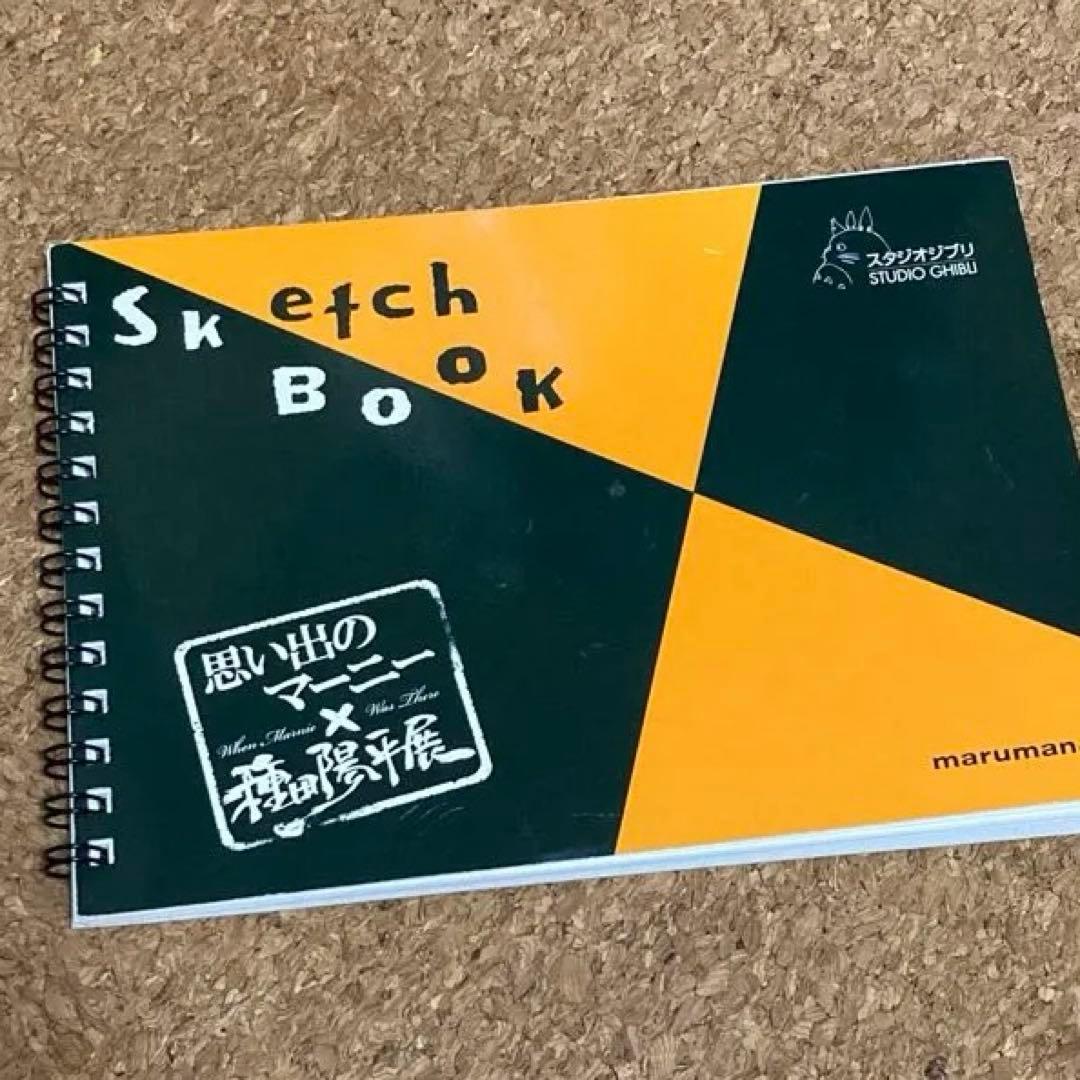 Sketch
BOOK
スタジオジブリ
STUDIO GHIBLI
思い出の
マーニー
×
When Marnie Was There
種田陽平展
maruman